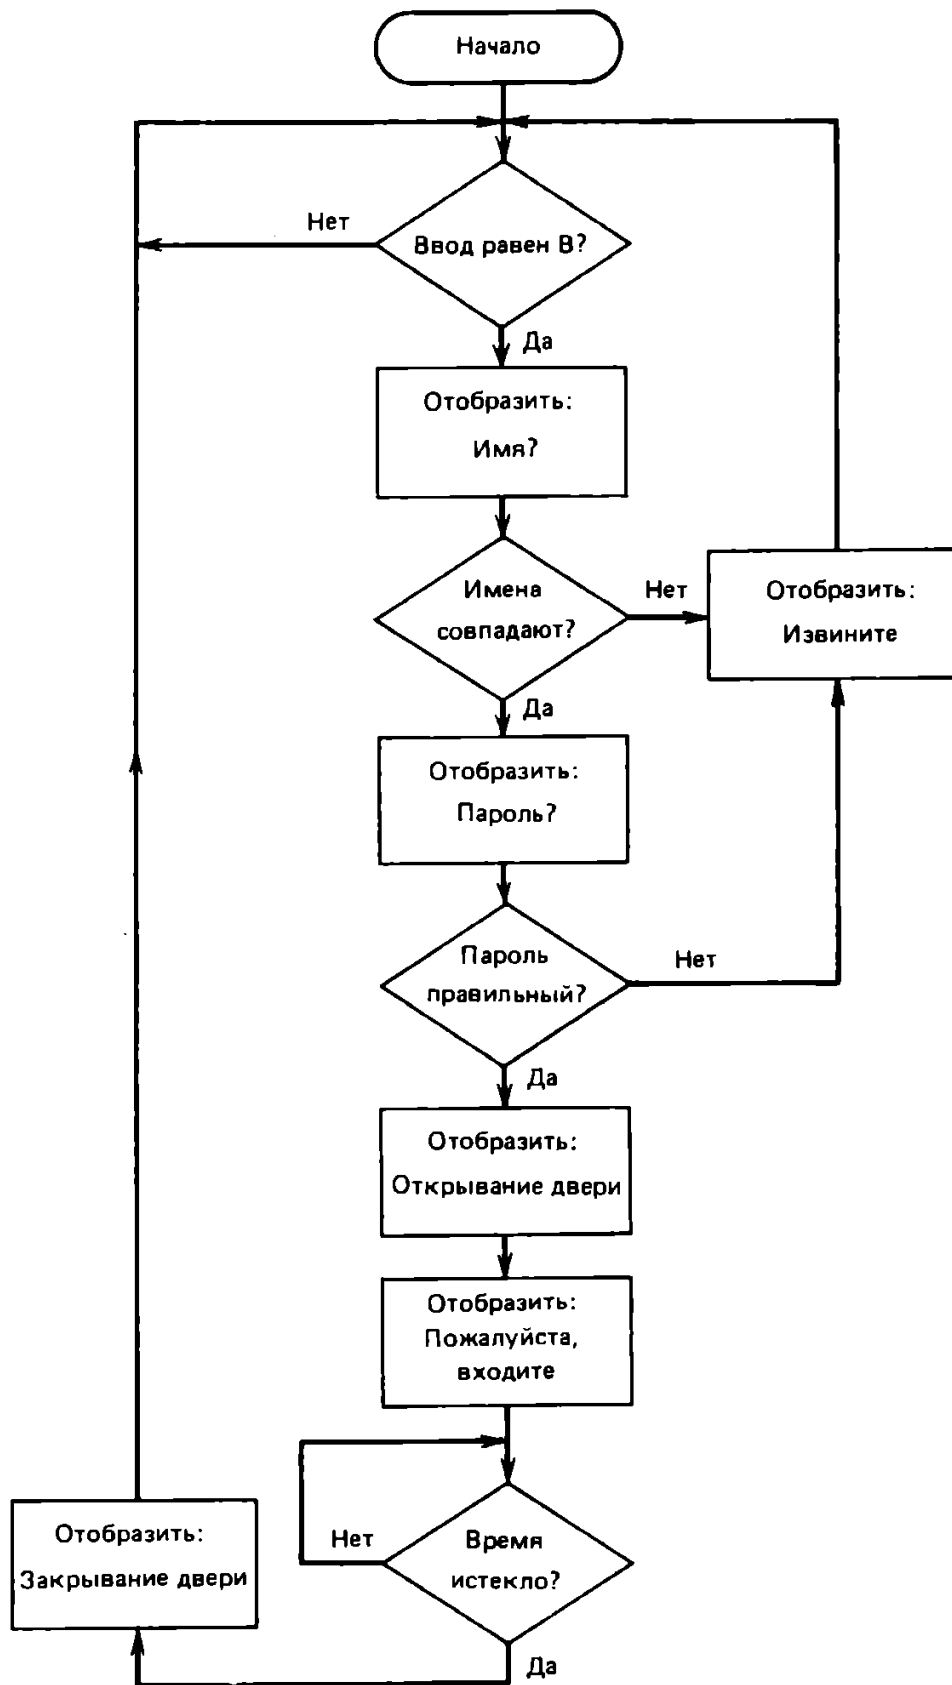 Начало
Нет
Ввод равен В?
Да
Отобразить:
Имя?
Имена
совпадают?
Нет
Отобразить:
Извините
Да
Отобразить:
Пароль?
Пароль
правильный?
Нет
Да
Отобразить:
Открывание двери
Отобразить:
Пожалуйста,
входите
Отобразить:
Закрывание двери
Нет
Время
истекло?
Да